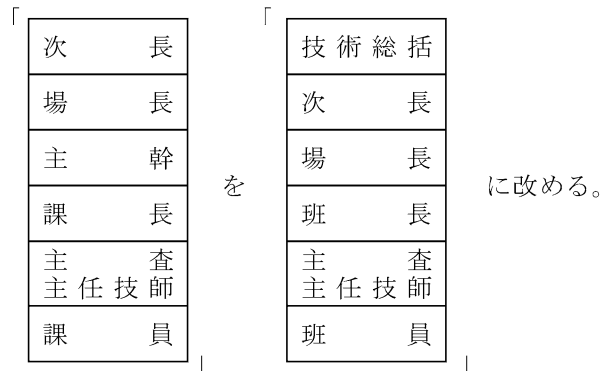 「
次長
場長
主幹
課長
主査
主任技師
課員
」
を
「
技術総括
次長
場長
班長
主査
主任技師
班員
」
に改める。